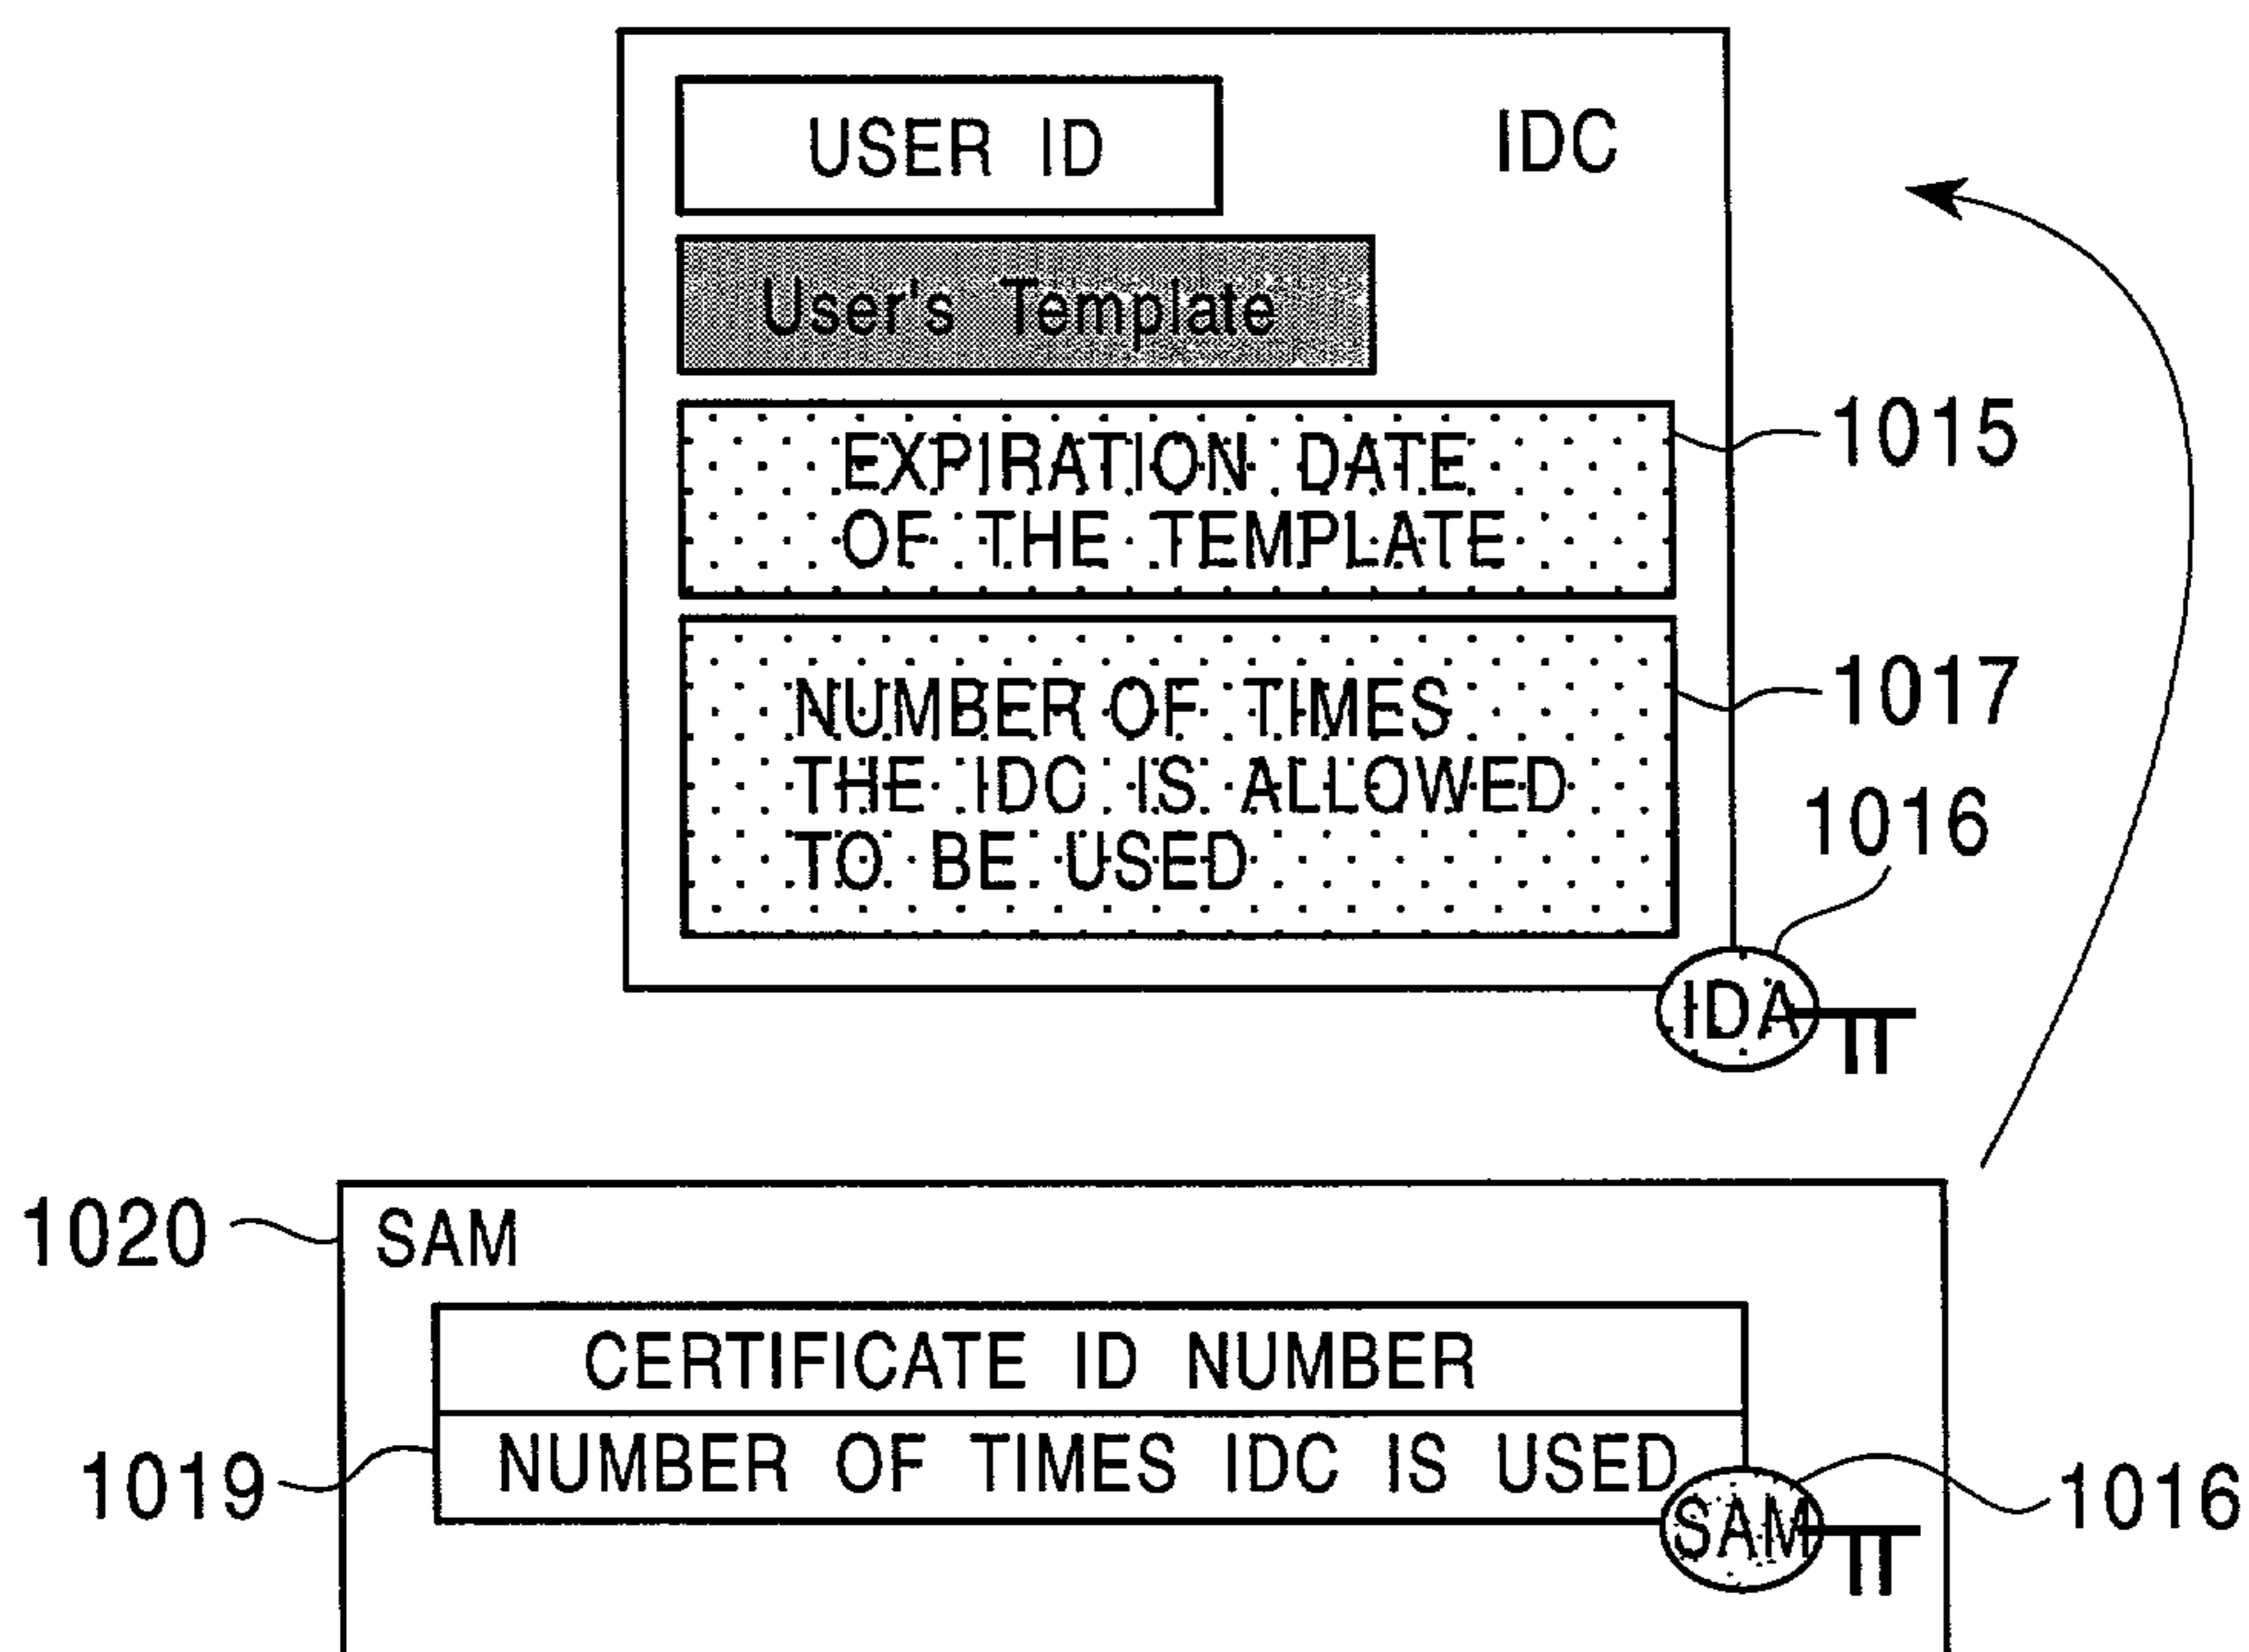 USER ID
IDC
User's Template
EXPIRATION DATE
OF THE TEMPLATE
1015
NUMBER OF TIMES
THE IDC IS ALLOWED
TO BE USED
1017
1016
IDA
1020
SAM
CERTIFICATE ID NUMBER
1019
NUMBER OF TIMES IDC IS USED
SAM
1016